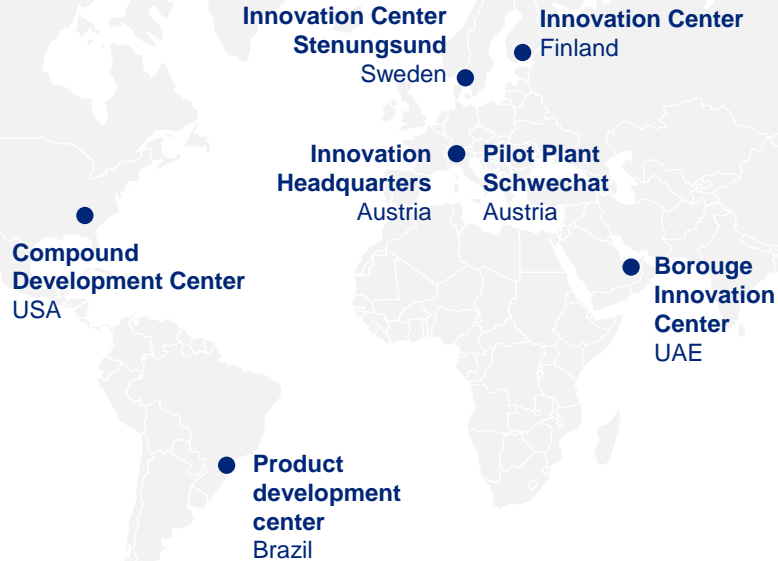 Innovation Center
Stenungsund
Sweden
Innovation Center
Finland
Innovation
Headquarters
Austria
Pilot Plant
Schwechat
Austria
Compound
Development Center
USA
Borouge
Innovation
Center
UAE
Product
development
center
Brazil